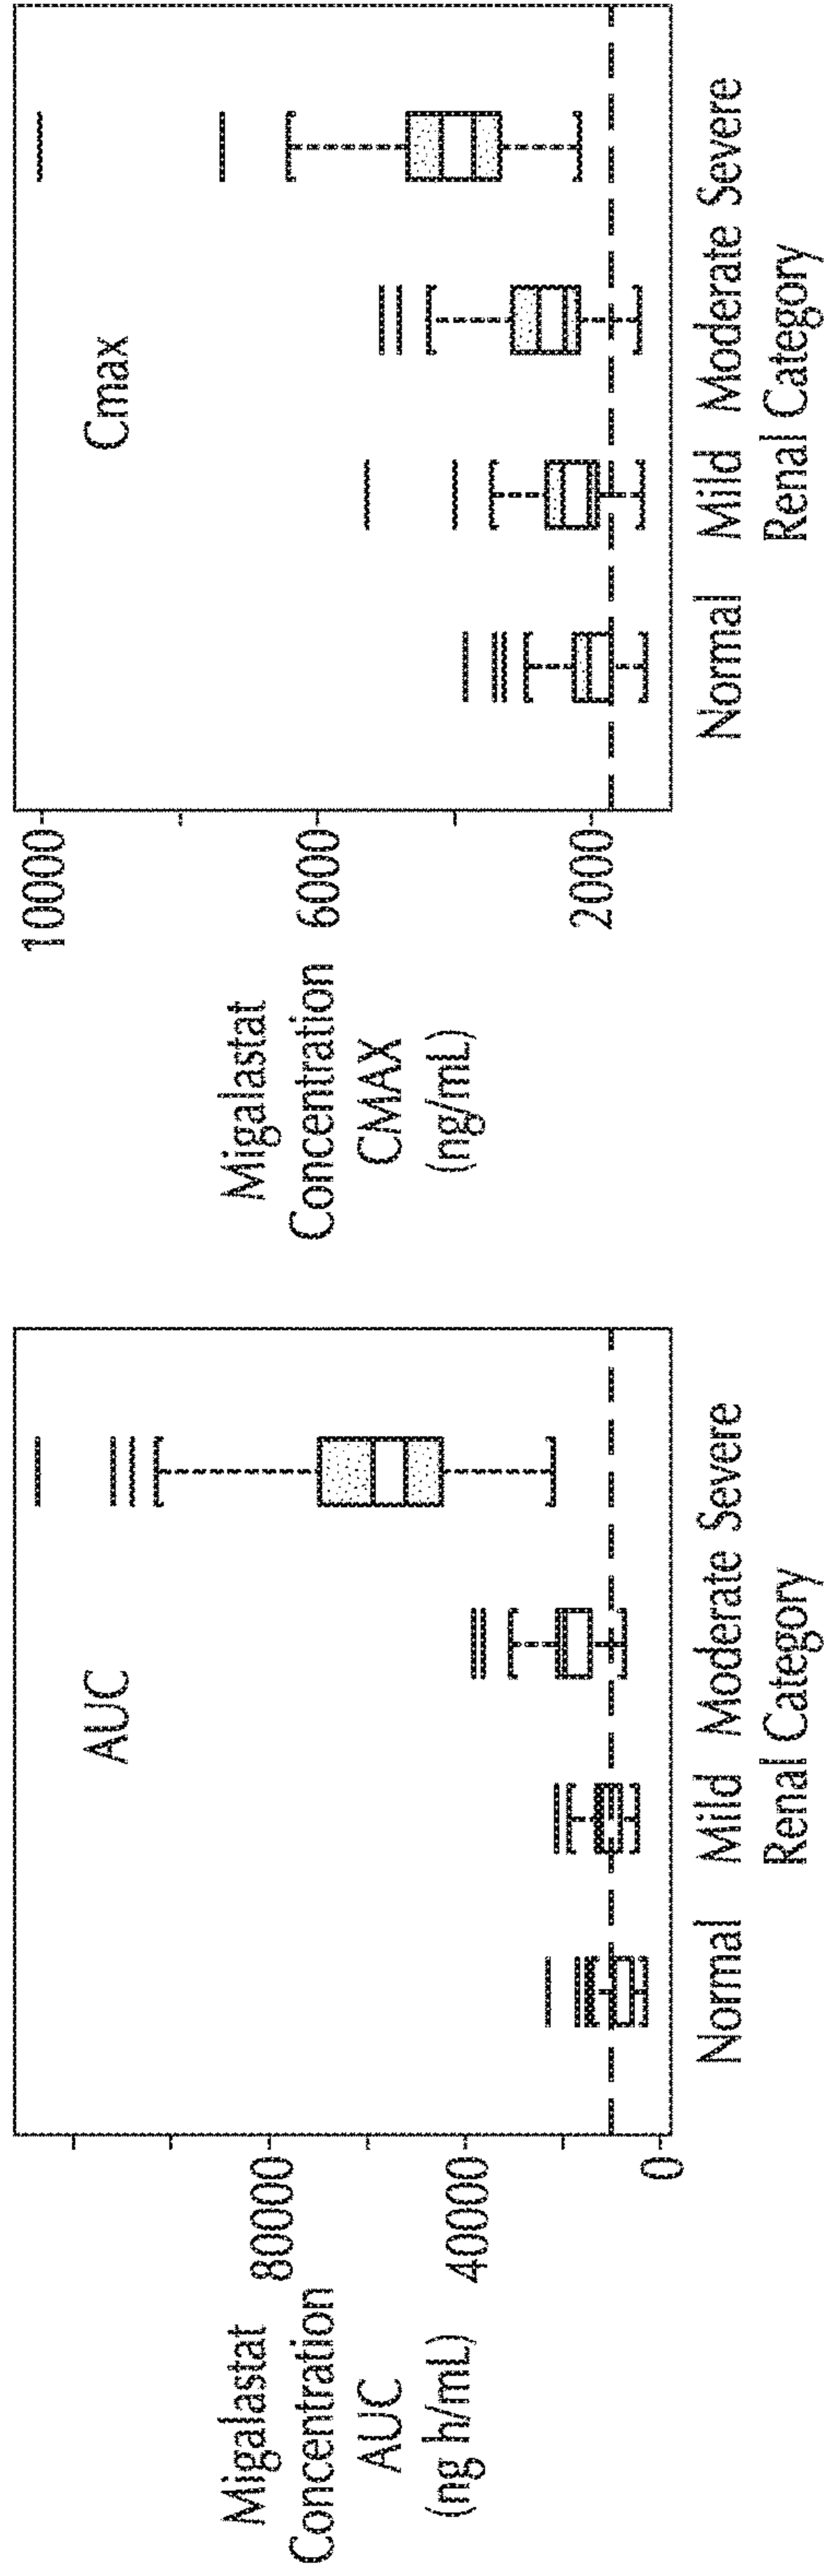 AUC
Migalastat
Concentration
AUC
(ng h/mL)
80000
40000
0
Normal Mild Moderate Severe
Renal Category
Cmax
Migalastat
Concentration
CMAX
(ng/mL)
10000
6000
2000
Normal Mild Moderate Severe
Renal Category